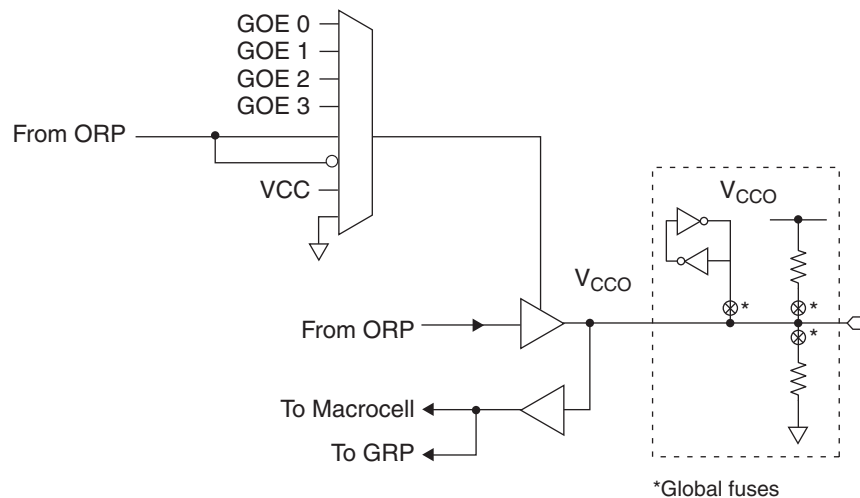 GOE 0
GOE 1
GOE 2
GOE 3
From ORP
VCC
VCCO
VCCO
*
*
*
From ORP
To Macrocell
To GRP
*Global fuses